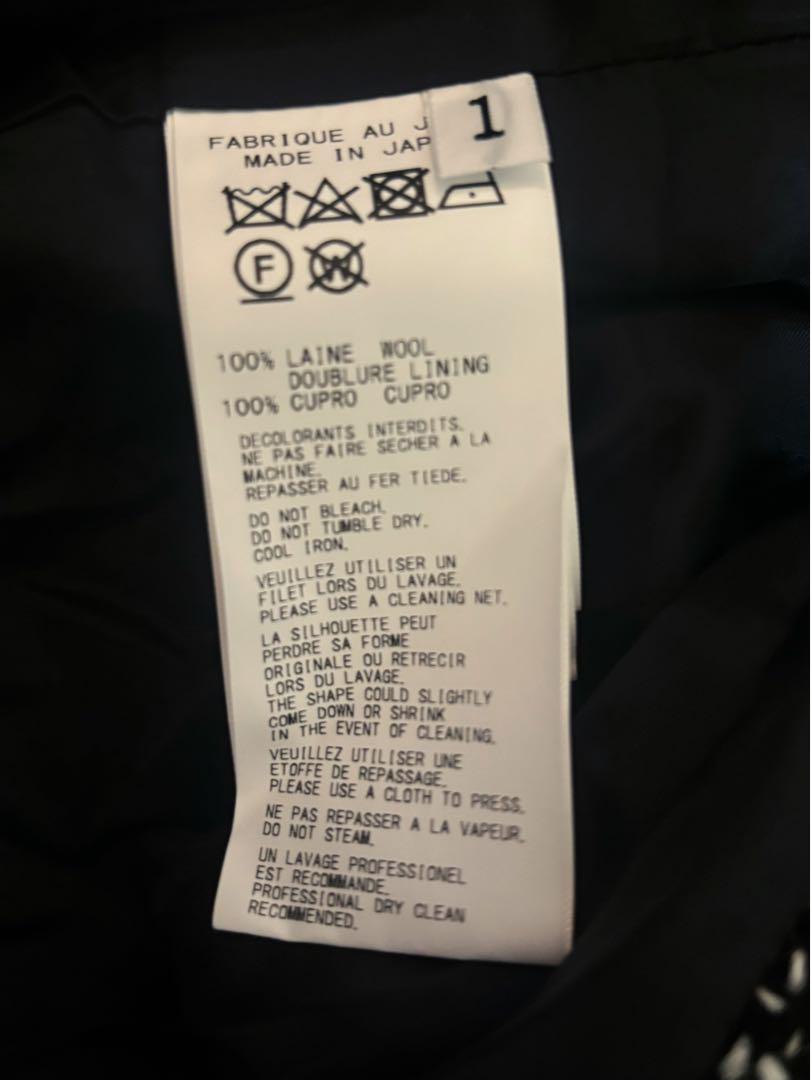 1
FABRIQUE AU J
MADE IN JAP
F
W
100% LAINE WOOL
DOUBLURE LINING
100% CUPRO CUPRO
DECOLORANTS INTERDITS.
NE PAS FAIRE SECHER A LA
MACHINE.
REPASSER AU FER TIEDE.
DO NOT BLEACH.
DO NOT TUMBLE DRY.
COOL IRON.
VEUILLEZ UTILISER UN
FILET LORS DU LAVAGE.
PLEASE USE A CLEANING NET.
LA SILHOUETTE PEUT
PERDRE SA FORME
ORIGINALE OU RETRECIR
LORS DU LAVAGE.
THE SHAPE COULD SLIGHTLY
COME DOWN OR SHRINK
IN THE EVENT OF CLEANING.
VEUILLEZ UTILISER UNE
ETOFFE DE REPASSAGE.
PLEASE USE A CLOTH TO PRESS.
NE PAS REPASSER A LA VAPEUR.
DO NOT STEAM.
UN LAVAGE PROFESSIONEL
EST RECOMMANDE.
PROFESSIONAL DRY CLEAN
RECOMMENDED.